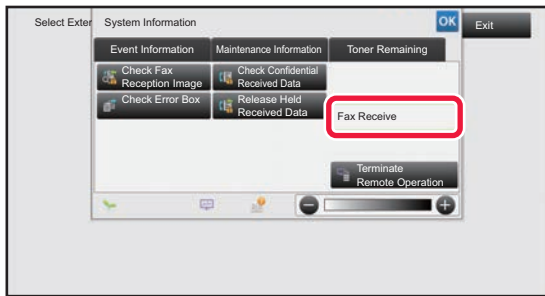 Select Exter
System Information
OK
Exit
Event Information
Maintenance Information
Toner Remaining
Check Fax
Reception Image
Check Confidential
Received Data
Check Error Box
Release Held
Received Data
Fax Receive
Terminate
Remote Operation